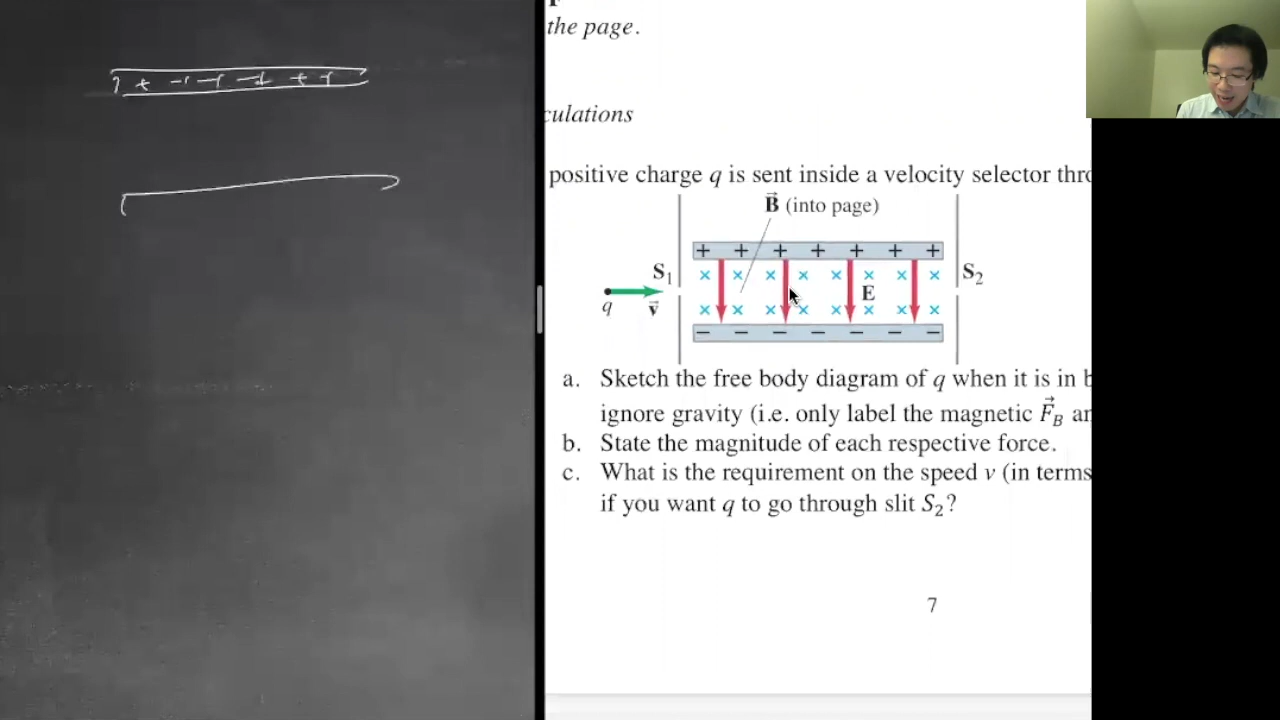 the page.
culations
positive charge q is sent inside a velocity selector thro
B⃗ (into page)
+ + + + + + +
S₁
S₂
E
q
v⃗
− − − − − − −
a. Sketch the free body diagram of q when it is in b
ignore gravity (i.e. only label the magnetic F⃗_B an
b. State the magnitude of each respective force.
c. What is the requirement on the speed v (in terms
if you want q to go through slit S₂?
7